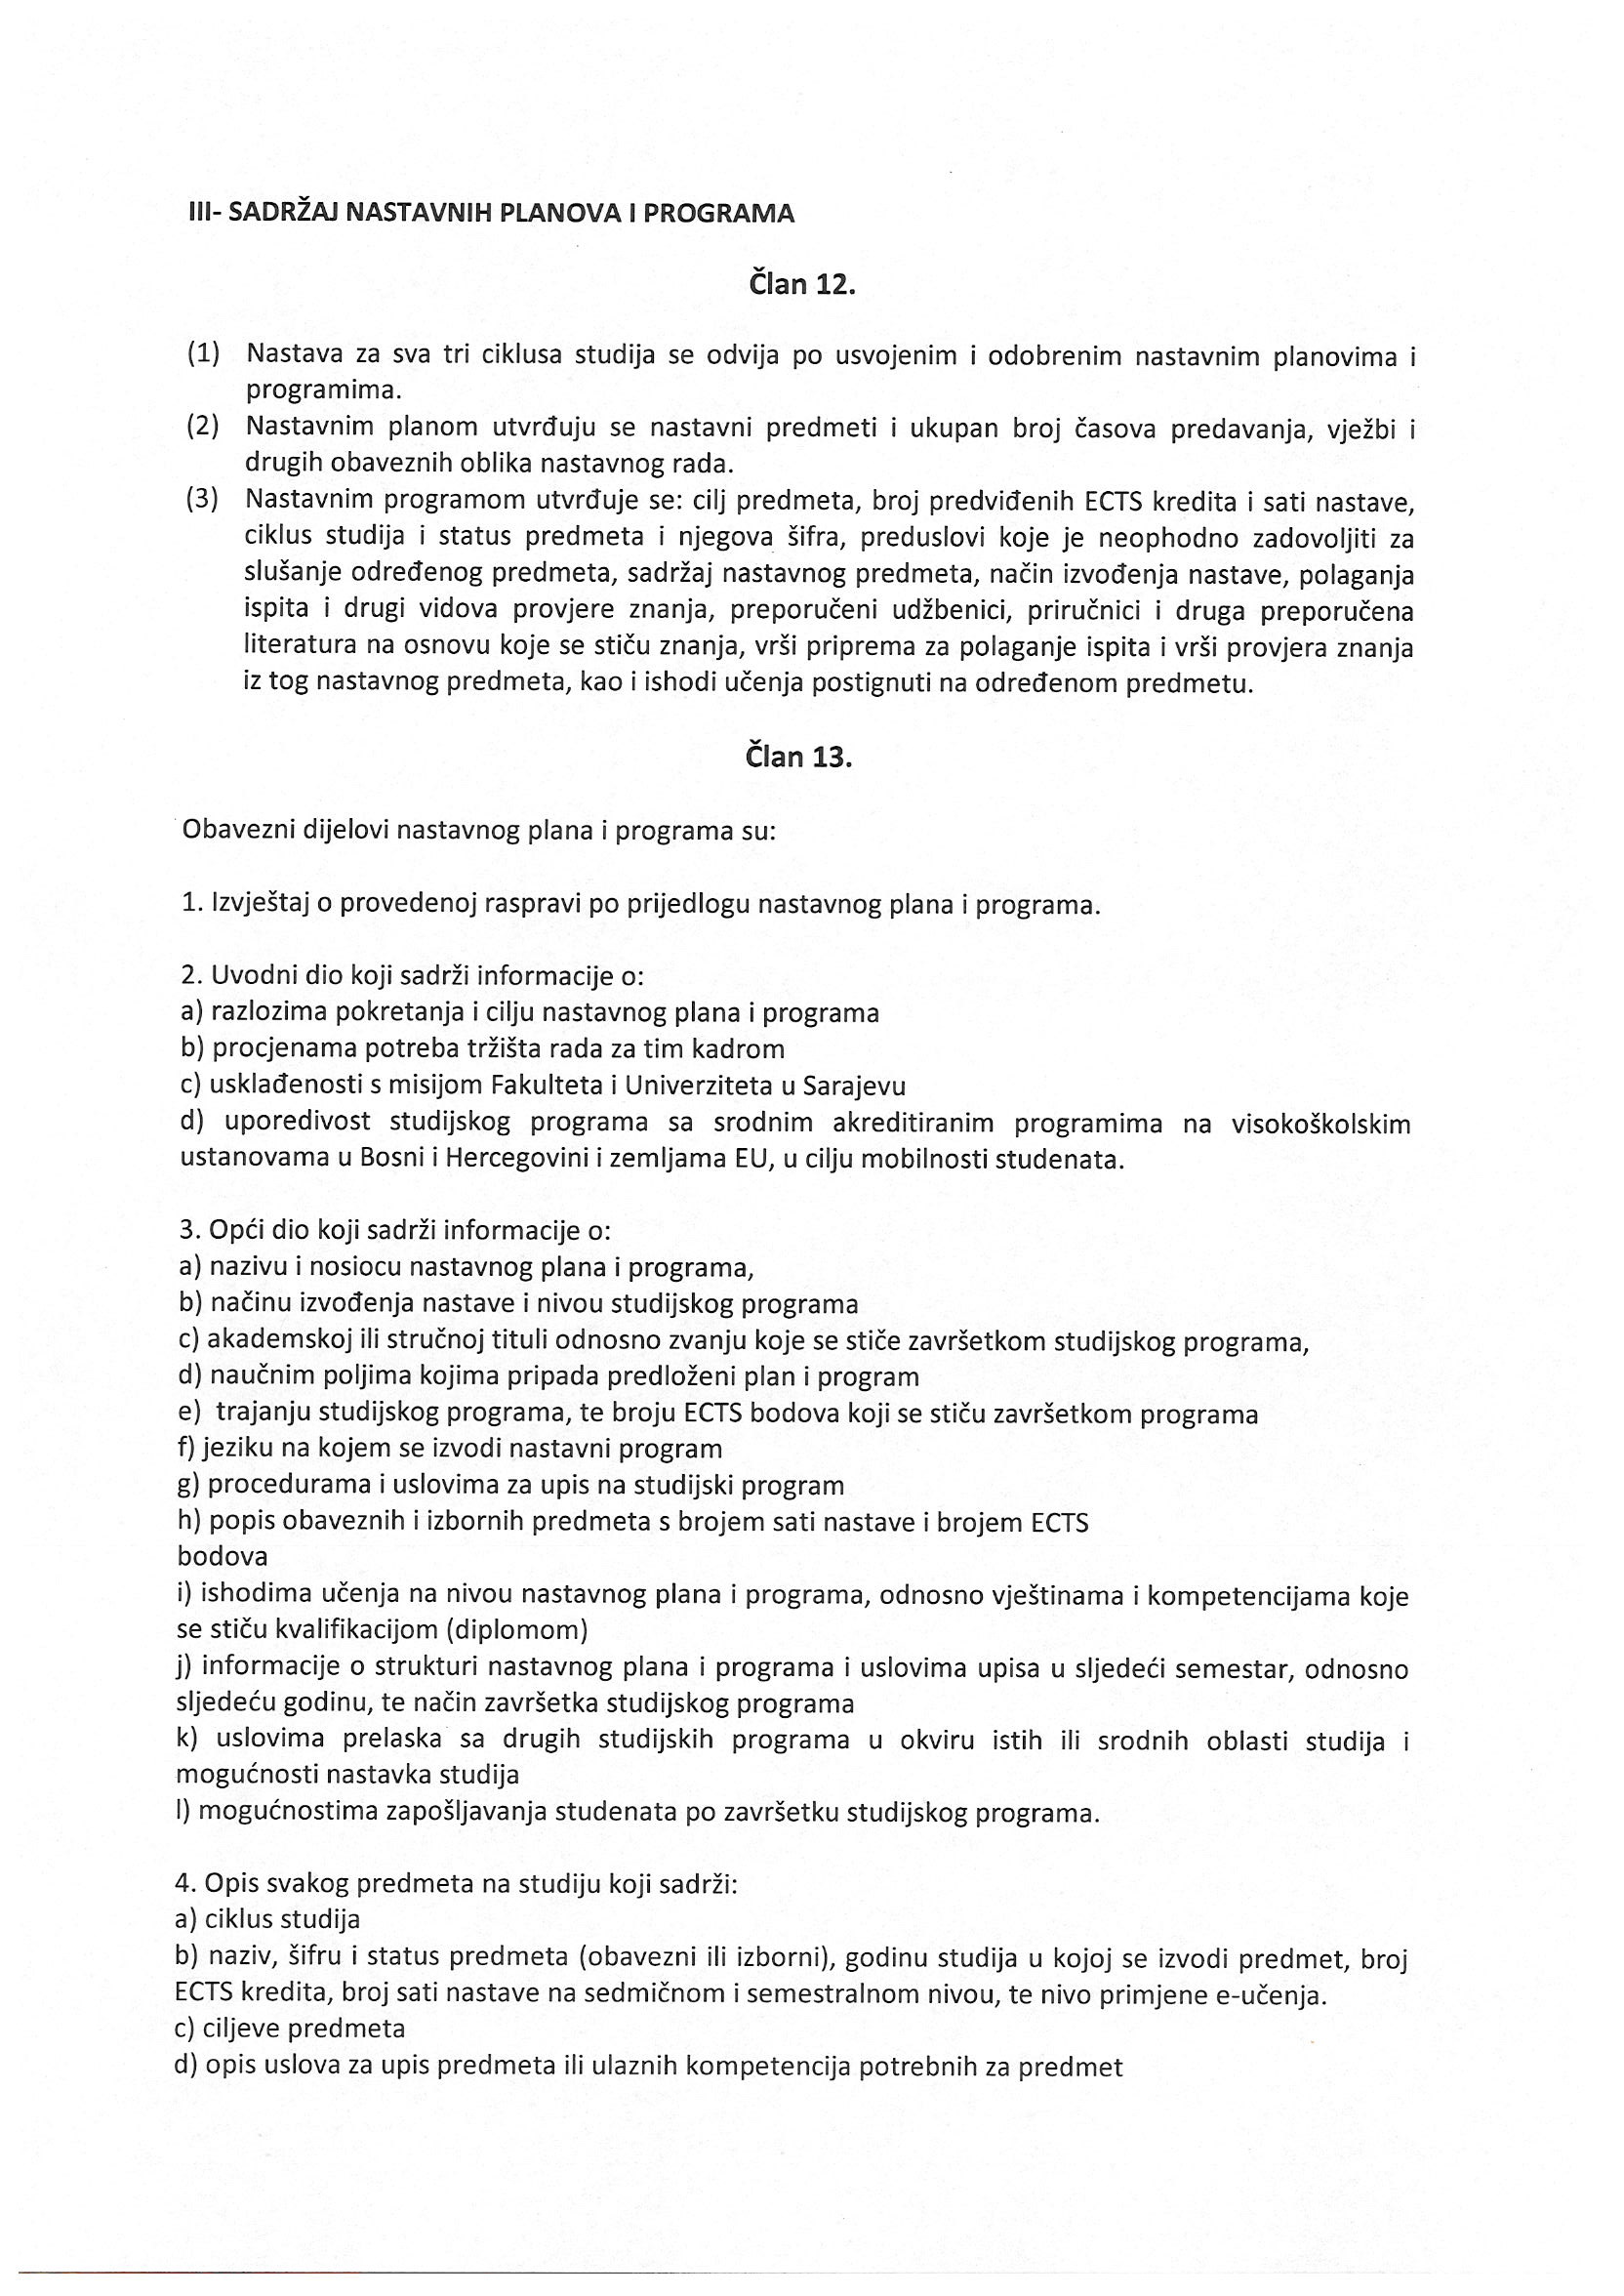 III- SADRŽAJ NASTAVNIH PLANOVA I PROGRAMA
Član 12.
(1) Nastava za sva tri ciklusa studija se odvija po usvojenim i odobrenim nastavnim planovima i
programima.
(2) Nastavnim planom utvrđuju se nastavni predmeti i ukupan broj časova predavanja, vježbi i
drugih obaveznih oblika nastavnog rada.
(3) Nastavnim programom utvrđuje se: cilj predmeta, broj predviđenih ECTS kredita i sati nastave,
ciklus studija i status predmeta i njegova šifra, preduslovi koje je neophodno zadovoljiti za
slušanje određenog predmeta, sadržaj nastavnog predmeta, način izvođenja nastave, polaganja
ispita i drugi vidova provjere znanja, preporučeni udžbenici, priručnici i druga preporučena
literatura na osnovu koje se stiču znanja, vrši priprema za polaganje ispita i vrši provjera znanja
iz tog nastavnog predmeta, kao i ishodi učenja postignuti na određenom predmetu.
Član 13.
Obavezni dijelovi nastavnog plana i programa su:
1. Izvještaj o provedenoj raspravi po prijedlogu nastavnog plana i programa.
2. Uvodni dio koji sadrži informacije o:
a) razlozima pokretanja i cilju nastavnog plana i programa
b) procjenama potreba tržišta rada za tim kadrom
c) usklađenosti s misijom Fakulteta i Univerziteta u Sarajevu
d) uporedivost studijskog programa sa srodnim akreditiranim programima na visokoškolskim
ustanovama u Bosni i Hercegovini i zemljama EU, u cilju mobilnosti studenata.
3. Opći dio koji sadrži informacije o:
a) nazivu i nosiocu nastavnog plana i programa,
b) načinu izvođenja nastave i nivou studijskog programa
c) akademskoj ili stručnoj tituli odnosno zvanju koje se stiče završetkom studijskog programa,
d) naučnim poljima kojima pripada predloženi plan i program
e) trajanju studijskog programa, te broju ECTS bodova koji se stiču završetkom programa
f) jeziku na kojem se izvodi nastavni program
g) procedurama i uslovima za upis na studijski program
h) popis obaveznih i izbornih predmeta s brojem sati nastave i brojem ECTS
bodova
i) ishodima učenja na nivou nastavnog plana i programa, odnosno vještinama i kompetencijama koje
se stiču kvalifikacijom (diplomom)
j) informacije o strukturi nastavnog plana i programa i uslovima upisa u sljedeći semestar, odnosno
sljedeću godinu, te način završetka studijskog programa
k) uslovima prelaska sa drugih studijskih programa u okviru istih ili srodnih oblasti studija i
mogućnosti nastavka studija
l) mogućnostima zapošljavanja studenata po završetku studijskog programa.
4. Opis svakog predmeta na studiju koji sadrži:
a) ciklus studija
b) naziv, šifru i status predmeta (obavezni ili izborni), godinu studija u kojoj se izvodi predmet, broj
ECTS kredita, broj sati nastave na sedmičnom i semestralnom nivou, te nivo primjene e-učenja.
c) ciljeve predmeta
d) opis uslova za upis predmeta ili ulaznih kompetencija potrebnih za predmet